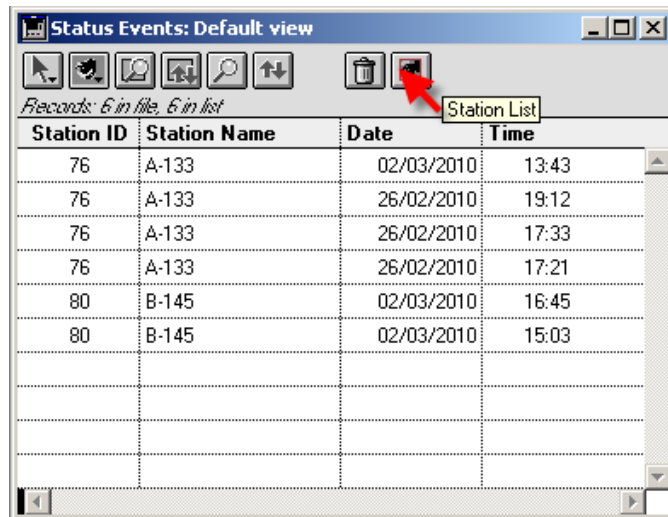 Status Events: Default view
Records: 6 in file, 6 in list
Station List
Station ID Station Name Date Time
76 A-133 02/03/2010 13:43
76 A-133 26/02/2010 19:12
76 A-133 26/02/2010 17:33
76 A-133 26/02/2010 17:21
80 B-145 02/03/2010 16:45
80 B-145 02/03/2010 15:03